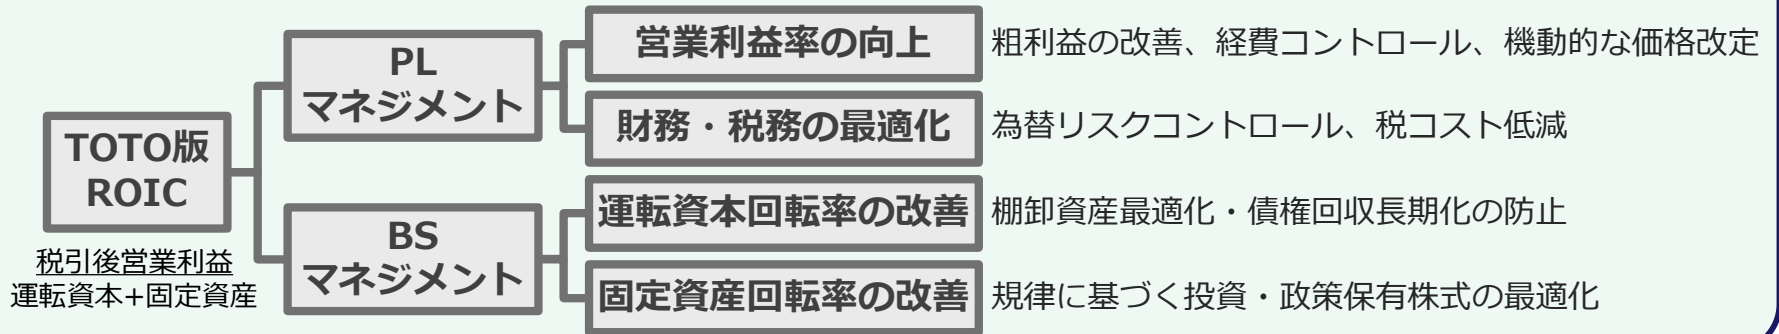 TOTO版
ROIC
税引後営業利益
運転資本+固定資産
PL
マネジメント
営業利益率の向上
粗利益の改善、経費コントロール、機動的な価格改定
財務・税務の最適化
為替リスクコントロール、税コスト低減
BS
マネジメント
運転資本回転率の改善
棚卸資産最適化・債権回収長期化の防止
固定資産回転率の改善
規律に基づく投資・政策保有株式の最適化